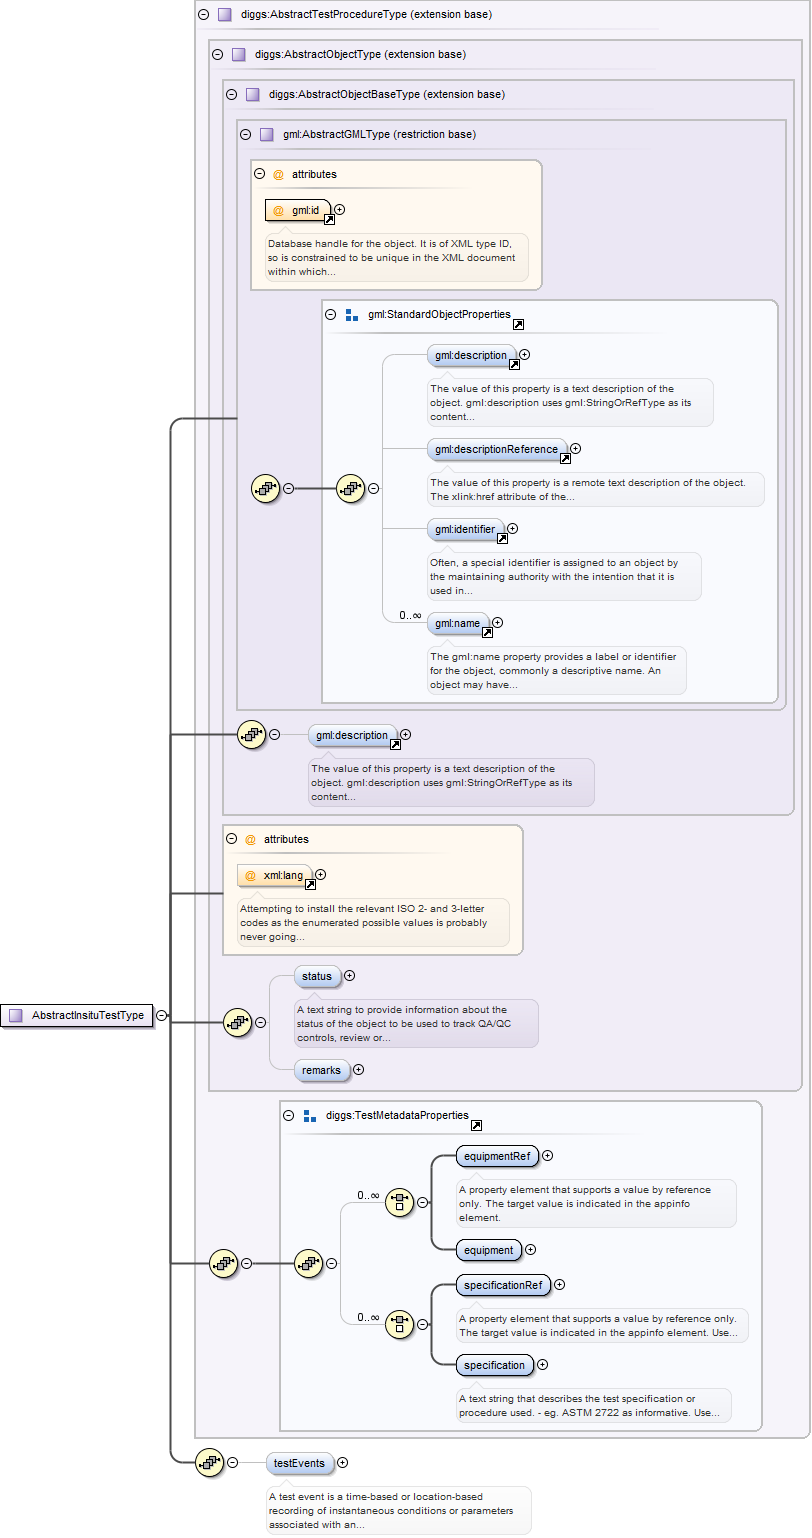 diggs:AbstractTestProcedureType (extension base)
diggs:AbstractObjectType (extension base)
diggs:AbstractObjectBaseType (extension base)
gml:AbstractGMLType (restriction base)
@ attributes
@ gml:id
Database handle for the object. It is of XML type ID,
so is constrained to be unique in the XML document
within which...
gml:StandardObjectProperties
gml:description
The value of this property is a text description of the
object. gml:description uses gml:StringOrRefType as its
content...
gml:descriptionReference
The value of this property is a remote text description of the object.
The xlink:href attribute of the...
gml:identifier
Often, a special identifier is assigned to an object by
the maintaining authority with the intention that it is
used in...
0..∞
gml:name
The gml:name property provides a label or identifier
for the object, commonly a descriptive name. An
object may have...
gml:description
The value of this property is a text description of the
object. gml:description uses gml:StringOrRefType as its
content...
@ attributes
@ xml:lang
Attempting to install the relevant ISO 2- and 3-letter
codes as the enumerated possible values is probably
never going...
status
A text string to provide information about the
status of the object to be used to track QA/QC
controls, review or...
AbstractInsituTestType
remarks
diggs:TestMetadataProperties
equipmentRef
0..∞
A property element that supports a value by reference
only. The target value is indicated in the appinfo
element.
equipment
specificationRef
0..∞
A property element that supports a value by reference only.
The target value is indicated in the appinfo element. Use...
specification
A text string that describes the test specification or
procedure used. - eg. ASTM 2722 as informative. Use...
testEvents
A test event is a time-based or location-based
recording of instantaneous conditions or parameters
associated with an...